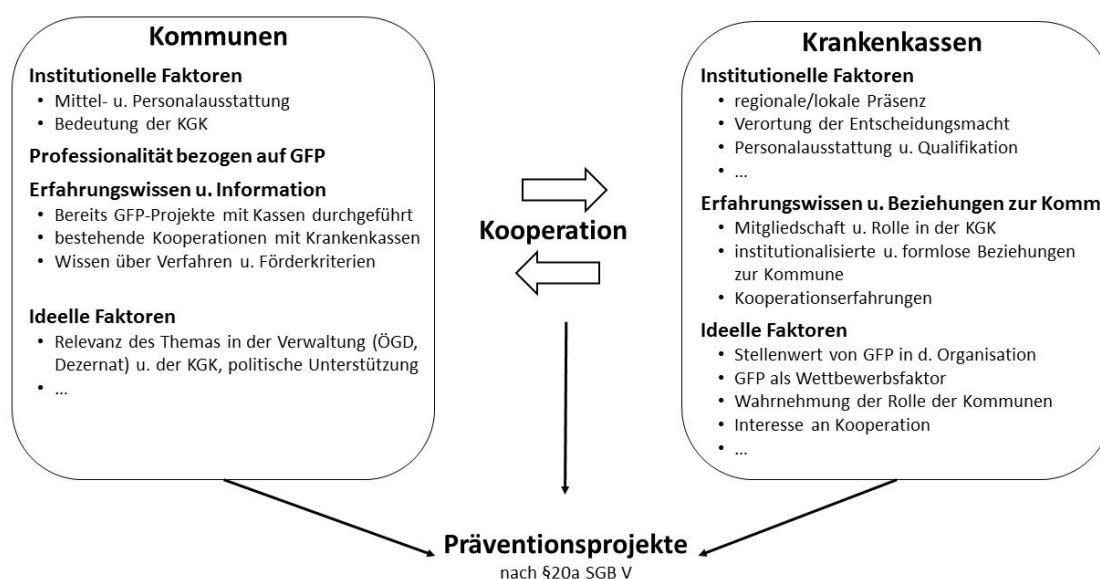 Kommunen
Institutionelle Faktoren
• Mittel- u. Personalausstattung
• Bedeutung der KGK
Professionalität bezogen auf GFP
Erfahrungswissen u. Information
• Bereits GFP-Projekte mit Kassen durchgeführt
• bestehende Kooperationen mit Krankenkassen
• Wissen über Verfahren u. Förderkriterien
Ideelle Faktoren
• Relevanz des Themas in der Verwaltung (ÖGD,
Dezernat) u. der KGK, politische Unterstützung
• ...
Kooperation
Krankenkassen
Institutionelle Faktoren
• regionale/lokale Präsenz
• Verortung der Entscheidungsmacht
• Personalausstattung u. Qualifikation
• ...
Erfahrungswissen u. Beziehungen zur Komm
• Mitgliedschaft u. Rolle in der KGK
• institutionalisierte u. formlose Beziehungen
zur Kommune
• Kooperationserfahrungen
Ideelle Faktoren
• Stellenwert von GFP in d. Organisation
• GFP als Wettbewerbsfaktor
• Wahrnehmung der Rolle der Kommunen
• Interesse an Kooperation
• ...
Präventionsprojekte
nach §20a SGB V